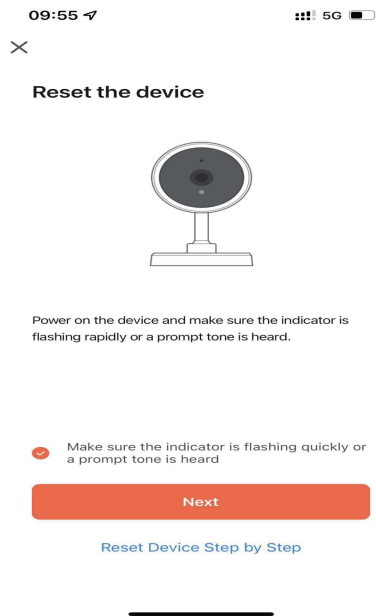 09:55
5G
Reset the device
Power on the device and make sure the indicator is
flashing rapidly or a prompt tone is heard.
Make sure the indicator is flashing quickly or
a prompt tone is heard
Next
Reset Device Step by Step